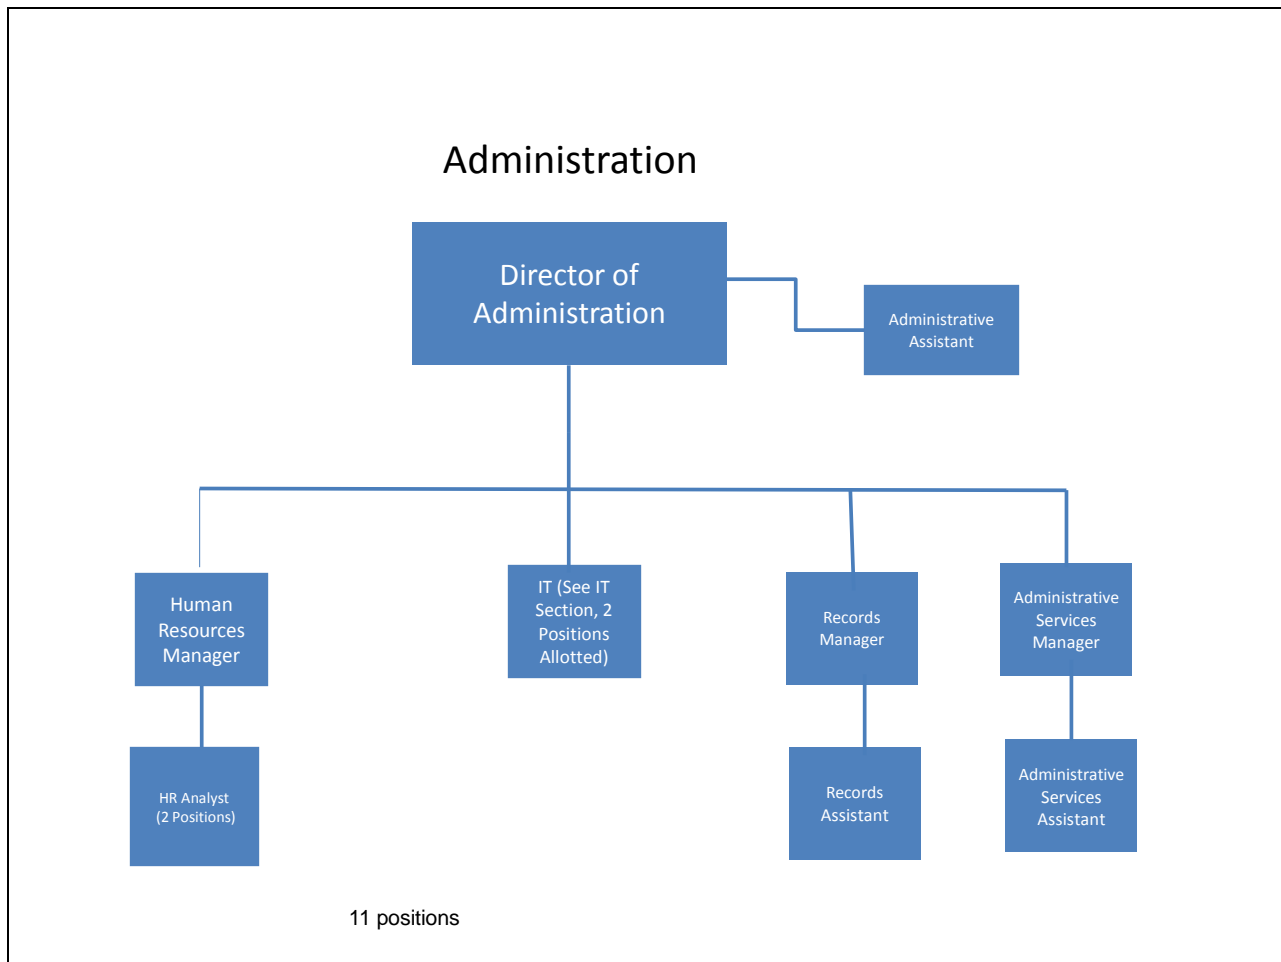 Administration
Director of
Administration
Administrative
Assistant
Human
Resources
Manager
IT (See IT
Section, 2
Positions
Allotted)
Records
Manager
Administrative
Services
Manager
HR Analyst
(2 Positions)
Records
Assistant
Administrative
Services
Assistant
11 positions